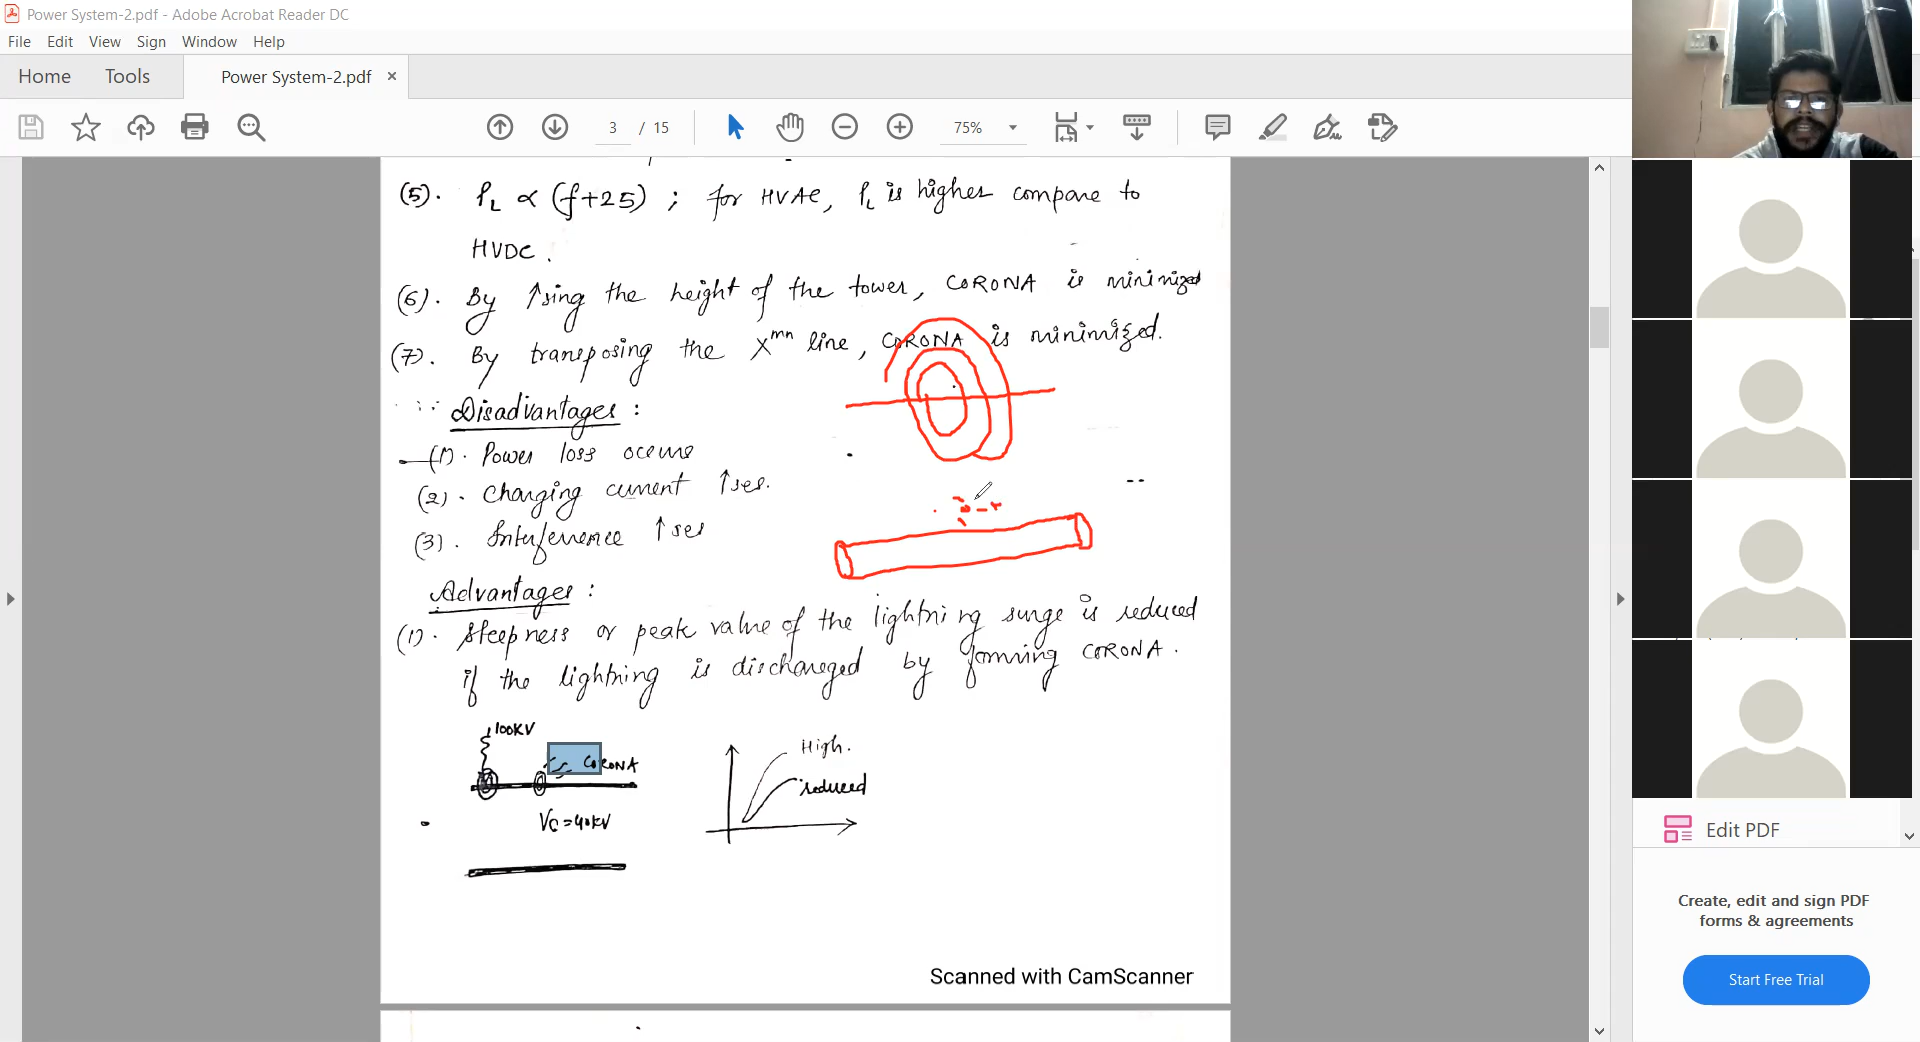 Power System-2.pdf - Adobe Acrobat Reader DC
File Edit View Sign Window Help
Home Tools Power System-2.pdf ×
3 / 15 75%
(5). PL ∝ (f+25) ; for HVAC, PL is higher compare to
HVDC.
(6). By ↑sing the height of the tower, CORONA is minimized
(7). By transposing the Xmn line, CORONA is minimized.
Disadvantages :
(1). Power loss occurs
(2). Charging current ↑ses.
(3). Interference ↑ses
Advantages :
(1). Steepness or peak value of the lightning surge is reduced
if the lightning is discharged by forming CORONA.
100KV
CORONA
VC = 40KV
High.
reduced
Scanned with CamScanner
Edit PDF
Create, edit and sign PDF
forms & agreements
Start Free Trial